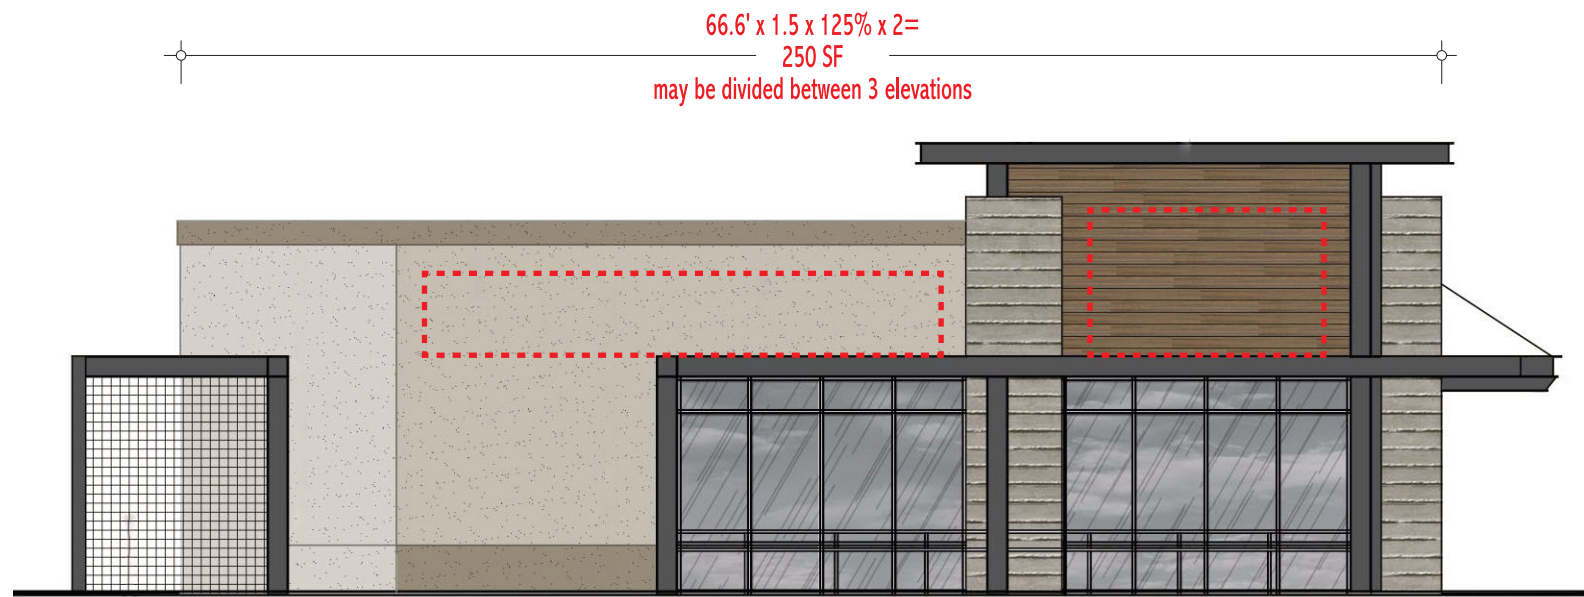 66.6' x 1.5 x 125% x 2=
250 SF
may be divided between 3 elevations